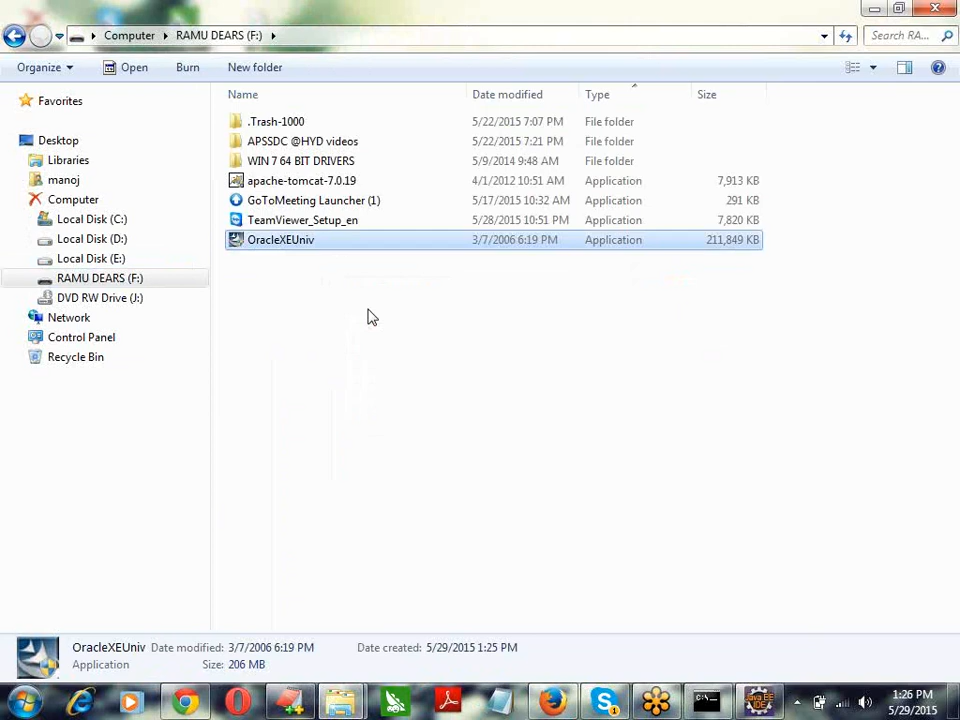 Computer RAMU DEARS (F:) Search RA...
Organize Open Burn New folder
Name Date modified Type Size
Favorites
Desktop
Libraries
manoj
Computer
Local Disk (C:)
Local Disk (D:)
Local Disk (E:)
RAMU DEARS (F:)
DVD RW Drive (J:)
Network
Control Panel
Recycle Bin
.Trash-1000 5/22/2015 7:07 PM File folder
APSSDC @HYD videos 5/22/2015 7:21 PM File folder
WIN 7 64 BIT DRIVERS 5/9/2014 9:48 AM File folder
apache-tomcat-7.0.19 4/1/2012 10:51 AM Application 7,913 KB
GoToMeeting Launcher (1) 5/17/2015 10:32 AM Application 291 KB
TeamViewer_Setup_en 5/28/2015 10:51 PM Application 7,820 KB
OracleXEUniv 3/7/2006 6:19 PM Application 211,849 KB
OracleXEUniv Date modified: 3/7/2006 6:19 PM Date created: 5/29/2015 1:25 PM
Application Size: 206 MB
1:26 PM
5/29/2015